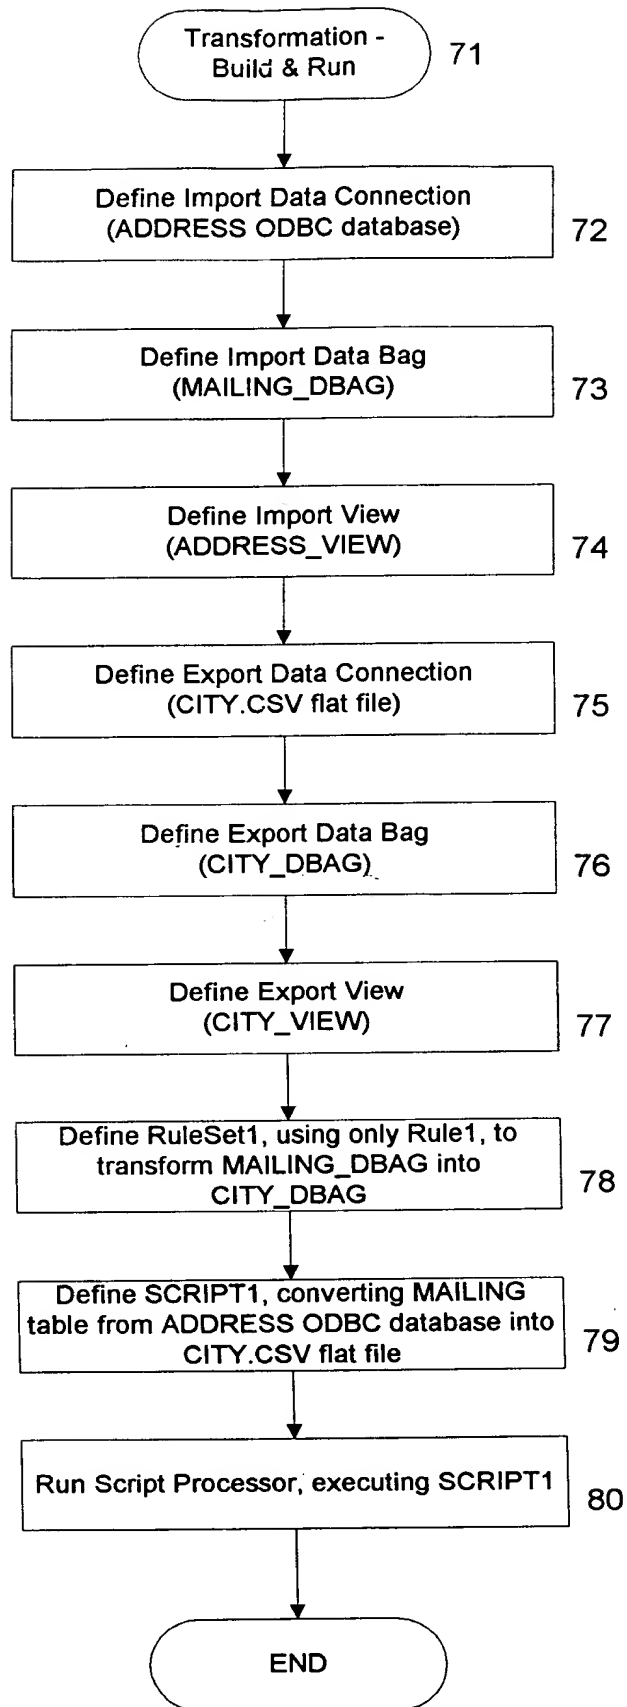 Transformation -
Build & Run
71
Define Import Data Connection
(ADDRESS ODBC database)
72
Define Import Data Bag
(MAILING_DBAG)
73
Define Import View
(ADDRESS_VIEW)
74
Define Export Data Connection
(CITY.CSV flat file)
75
Define Export Data Bag
(CITY_DBAG)
76
Define Export View
(CITY_VIEW)
77
Define RuleSet1, using only Rule1, to
transform MAILING_DBAG into
CITY_DBAG
78
Define SCRIPT1, converting MAILING
table from ADDRESS ODBC database into
CITY.CSV flat file
79
Run Script Processor, executing SCRIPT1
80
END